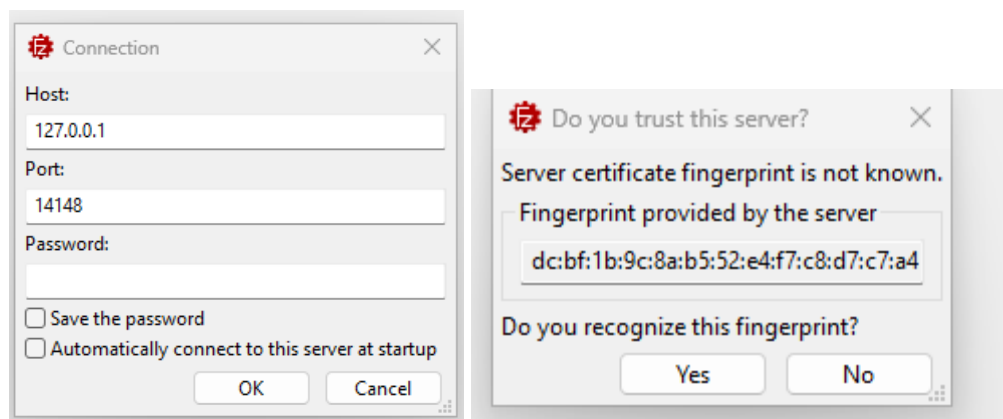 Connection
Host:
127.0.0.1
Port:
14148
Password:
Save the password
Automatically connect to this server at startup
OK
Cancel
Do you trust this server?
Server certificate fingerprint is not known.
Fingerprint provided by the server
dc:bf:1b:9c:8a:b5:52:e4:f7:c8:d7:c7:a4
Do you recognize this fingerprint?
Yes
No